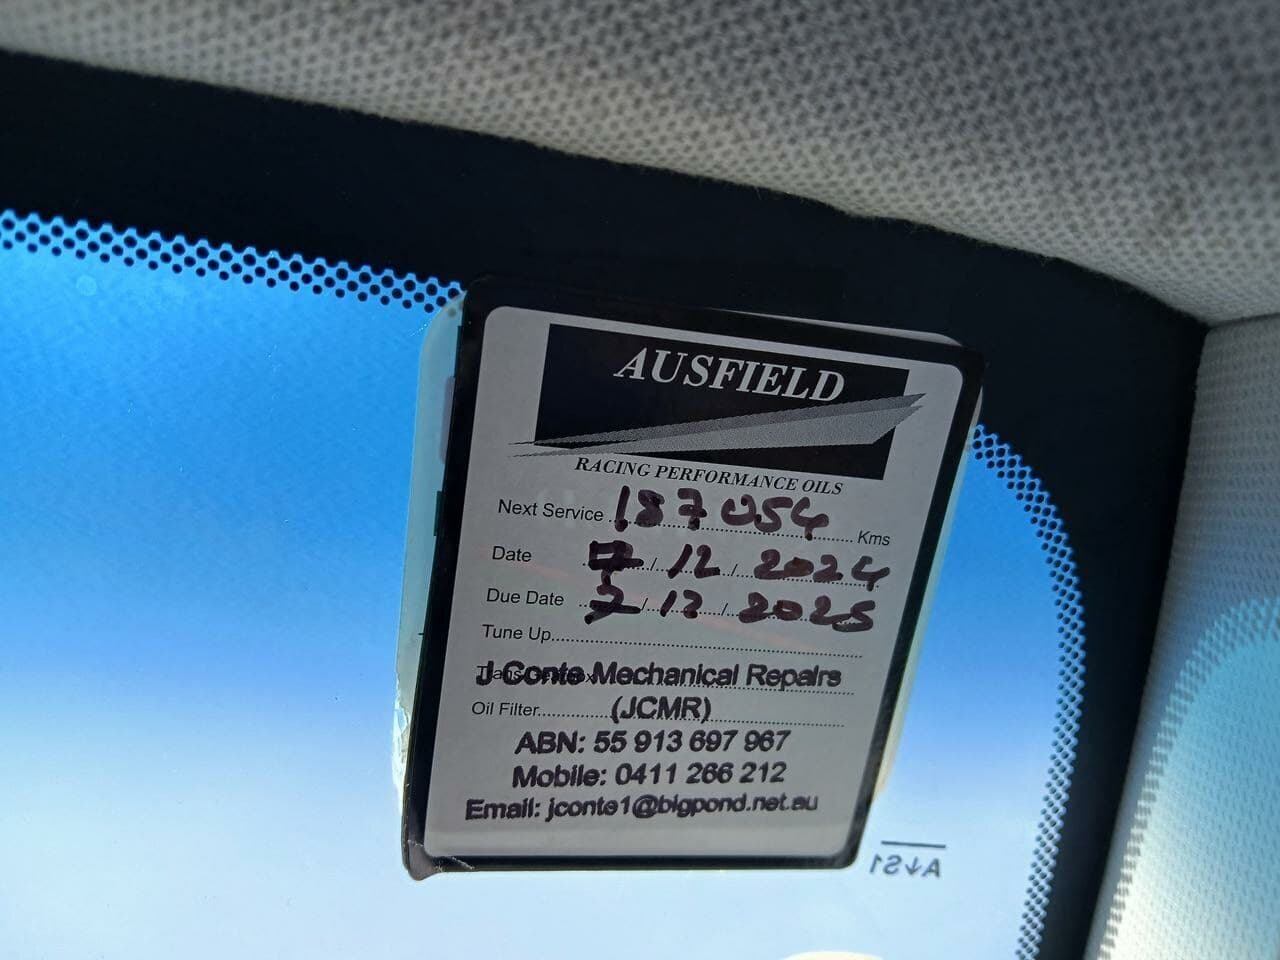 AUSFIELD
RACING PERFORMANCE OILS
Next Service 187054 Kms
Date 7/12/2024
Due Date 7/12/2025
Tune Up
J Conte Mechanical Repairs
(JCMR)
Oil Filter
ABN: 55 913 697 967
Mobile: 0411 266 212
Email: jconte1@bigpond.net.au
AS1